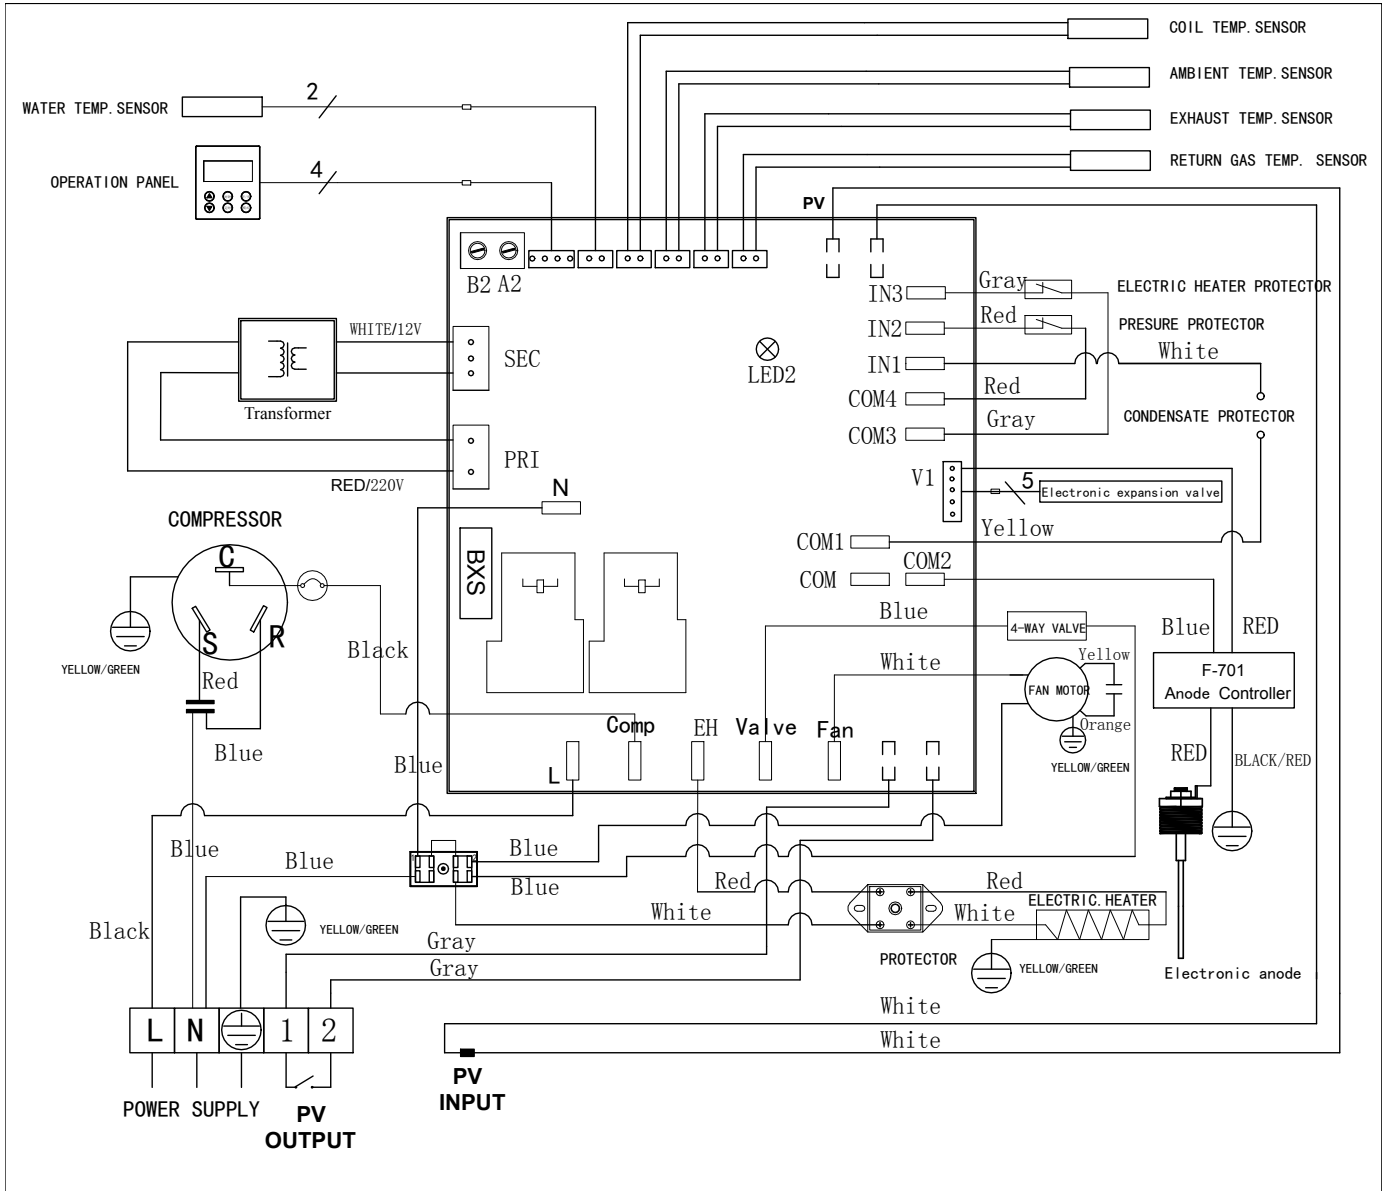 COIL TEMP.SENSOR
AMBIENT TEMP.SENSOR
WATER TEMP.SENSOR
2
EXHAUST TEMP.SENSOR
RETURN GAS TEMP. SENSOR
OPERATION PANEL
4
PV
B2 A2
IN3
Gray
ELECTRIC HEATER PROTECTOR
IN2
Red
PRESURE PROTECTOR
WHITE/12V
SEC
LED2
IN1
White
Transformer
COM4
Red
CONDENSATE PROTECTOR
COM3
Gray
PRI
RED/220V
V1
5
Electronic expansion valve
N
COMPRESSOR
Yellow
COM1
C
BXS
COM
COM2
S
R
Blue
4-WAY VALVE
Blue
RED
YELLOW/GREEN
Black
White
Yellow
F-701
Anode Controller
Red
FAN MOTOR
Orange
Blue
Comp
EH
Valve
Fan
RED
BLACK/RED
Blue
L
YELLOW/GREEN
Blue
Blue
Blue
Blue
Red
Red
White
White
ELECTRIC.HEATER
Black
YELLOW/GREEN
Gray
PROTECTOR
YELLOW/GREEN
Electronic anode
Gray
White
L
N
1
2
White
PV
INPUT
POWER SUPPLY
PV
OUTPUT